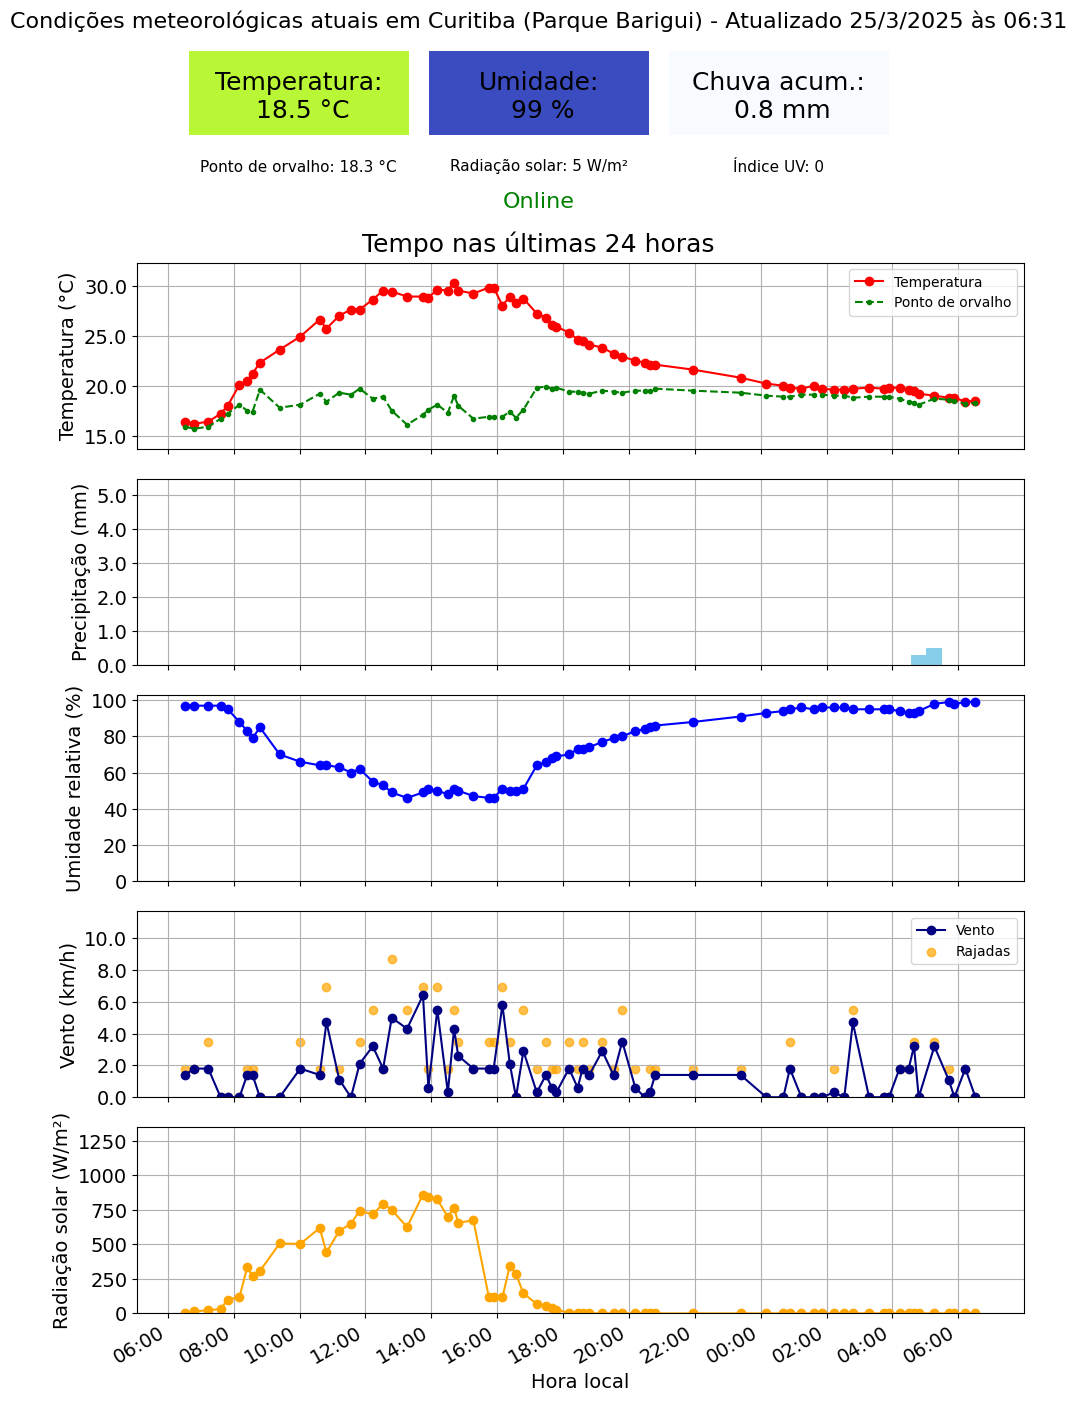 Condições meteorológicas atuais em Curitiba (Parque Barigui) - Atualizado 25/3/2025 às 06:31
Temperatura:
18.5 °C
Umidade:
99 %
Chuva acum.:
0.8 mm
Ponto de orvalho: 18.3 °C
Radiação solar: 5 W/m²
Índice UV: 0
Online
Tempo nas últimas 24 horas
Temperatura (°C)
30.0
25.0
20.0
15.0
Temperatura
Ponto de orvalho
Precipitação (mm)
5.0
4.0
3.0
2.0
1.0
0.0
Umidade relativa (%)
100
80
60
40
20
0
Vento (km/h)
10.0
8.0
6.0
4.0
2.0
0.0
Vento
Rajadas
Radiação solar (W/m²)
1250
1000
750
500
250
0
06:00
08:00
10:00
12:00
14:00
16:00
18:00
20:00
22:00
00:00
02:00
04:00
06:00
Hora local